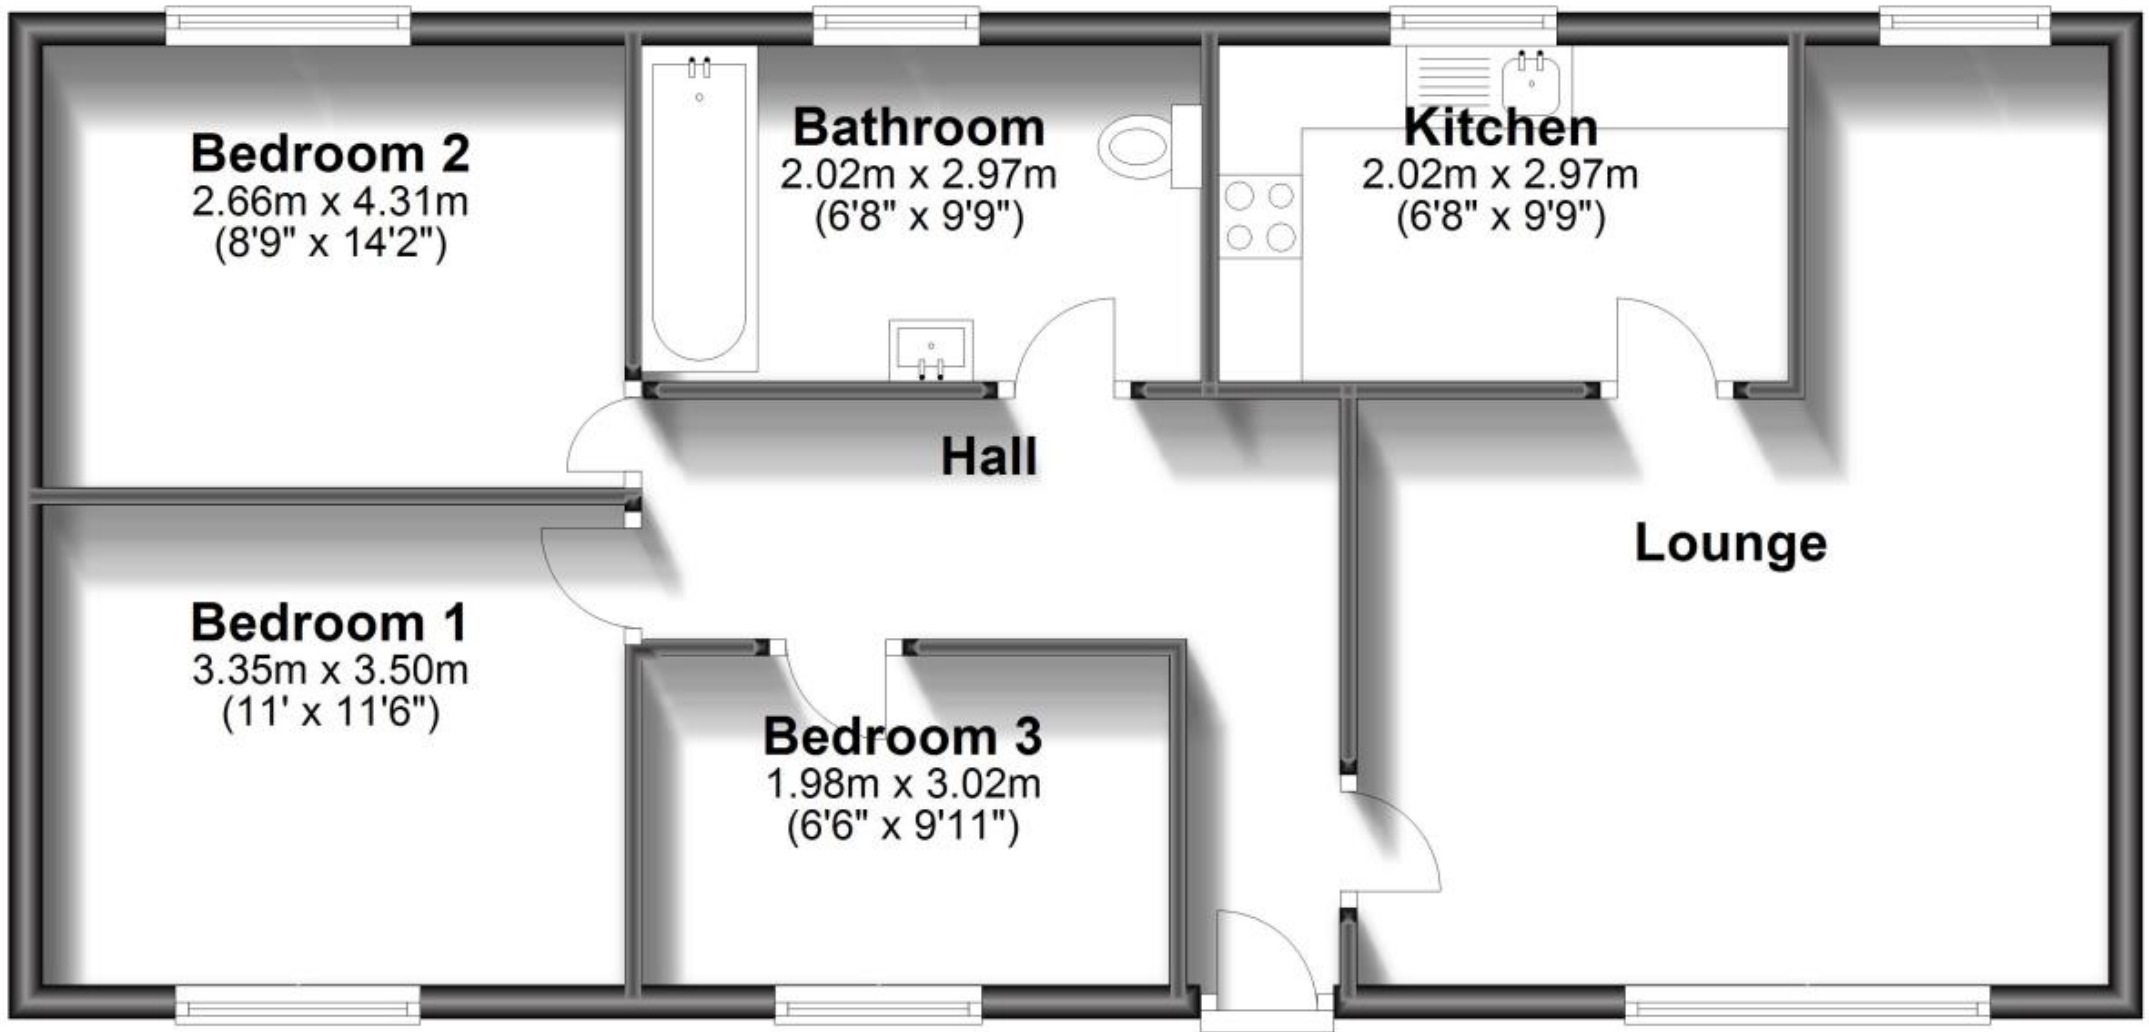 Bedroom 2
2.66m x 4.31m
(8'9" x 14'2")
Bathroom
2.02m x 2.97m
(6'8" x 9'9")
Kitchen
2.02m x 2.97m
(6'8" x 9'9")
Hall
Lounge
Bedroom 1
3.35m x 3.50m
(11' x 11'6")
Bedroom 3
1.98m x 3.02m
(6'6" x 9'11")